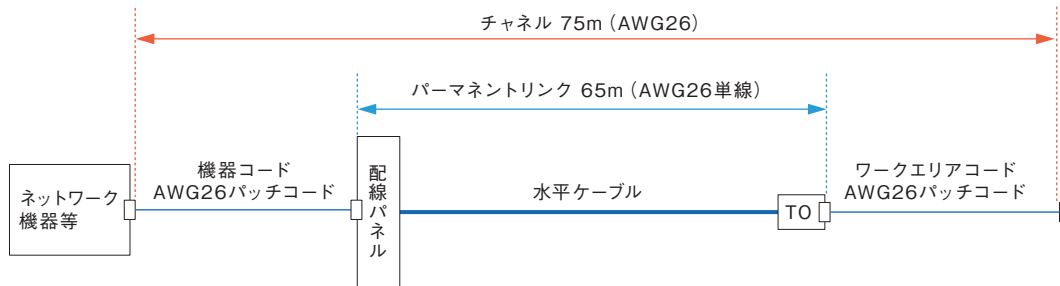 チャネル 75m（AWG26）
パーマネントリンク 65m（AWG26単線）
ネットワーク
機器等
機器コード
AWG26パッチコード
配線パネル
水平ケーブル
TO
ワークエリアコード
AWG26パッチコード